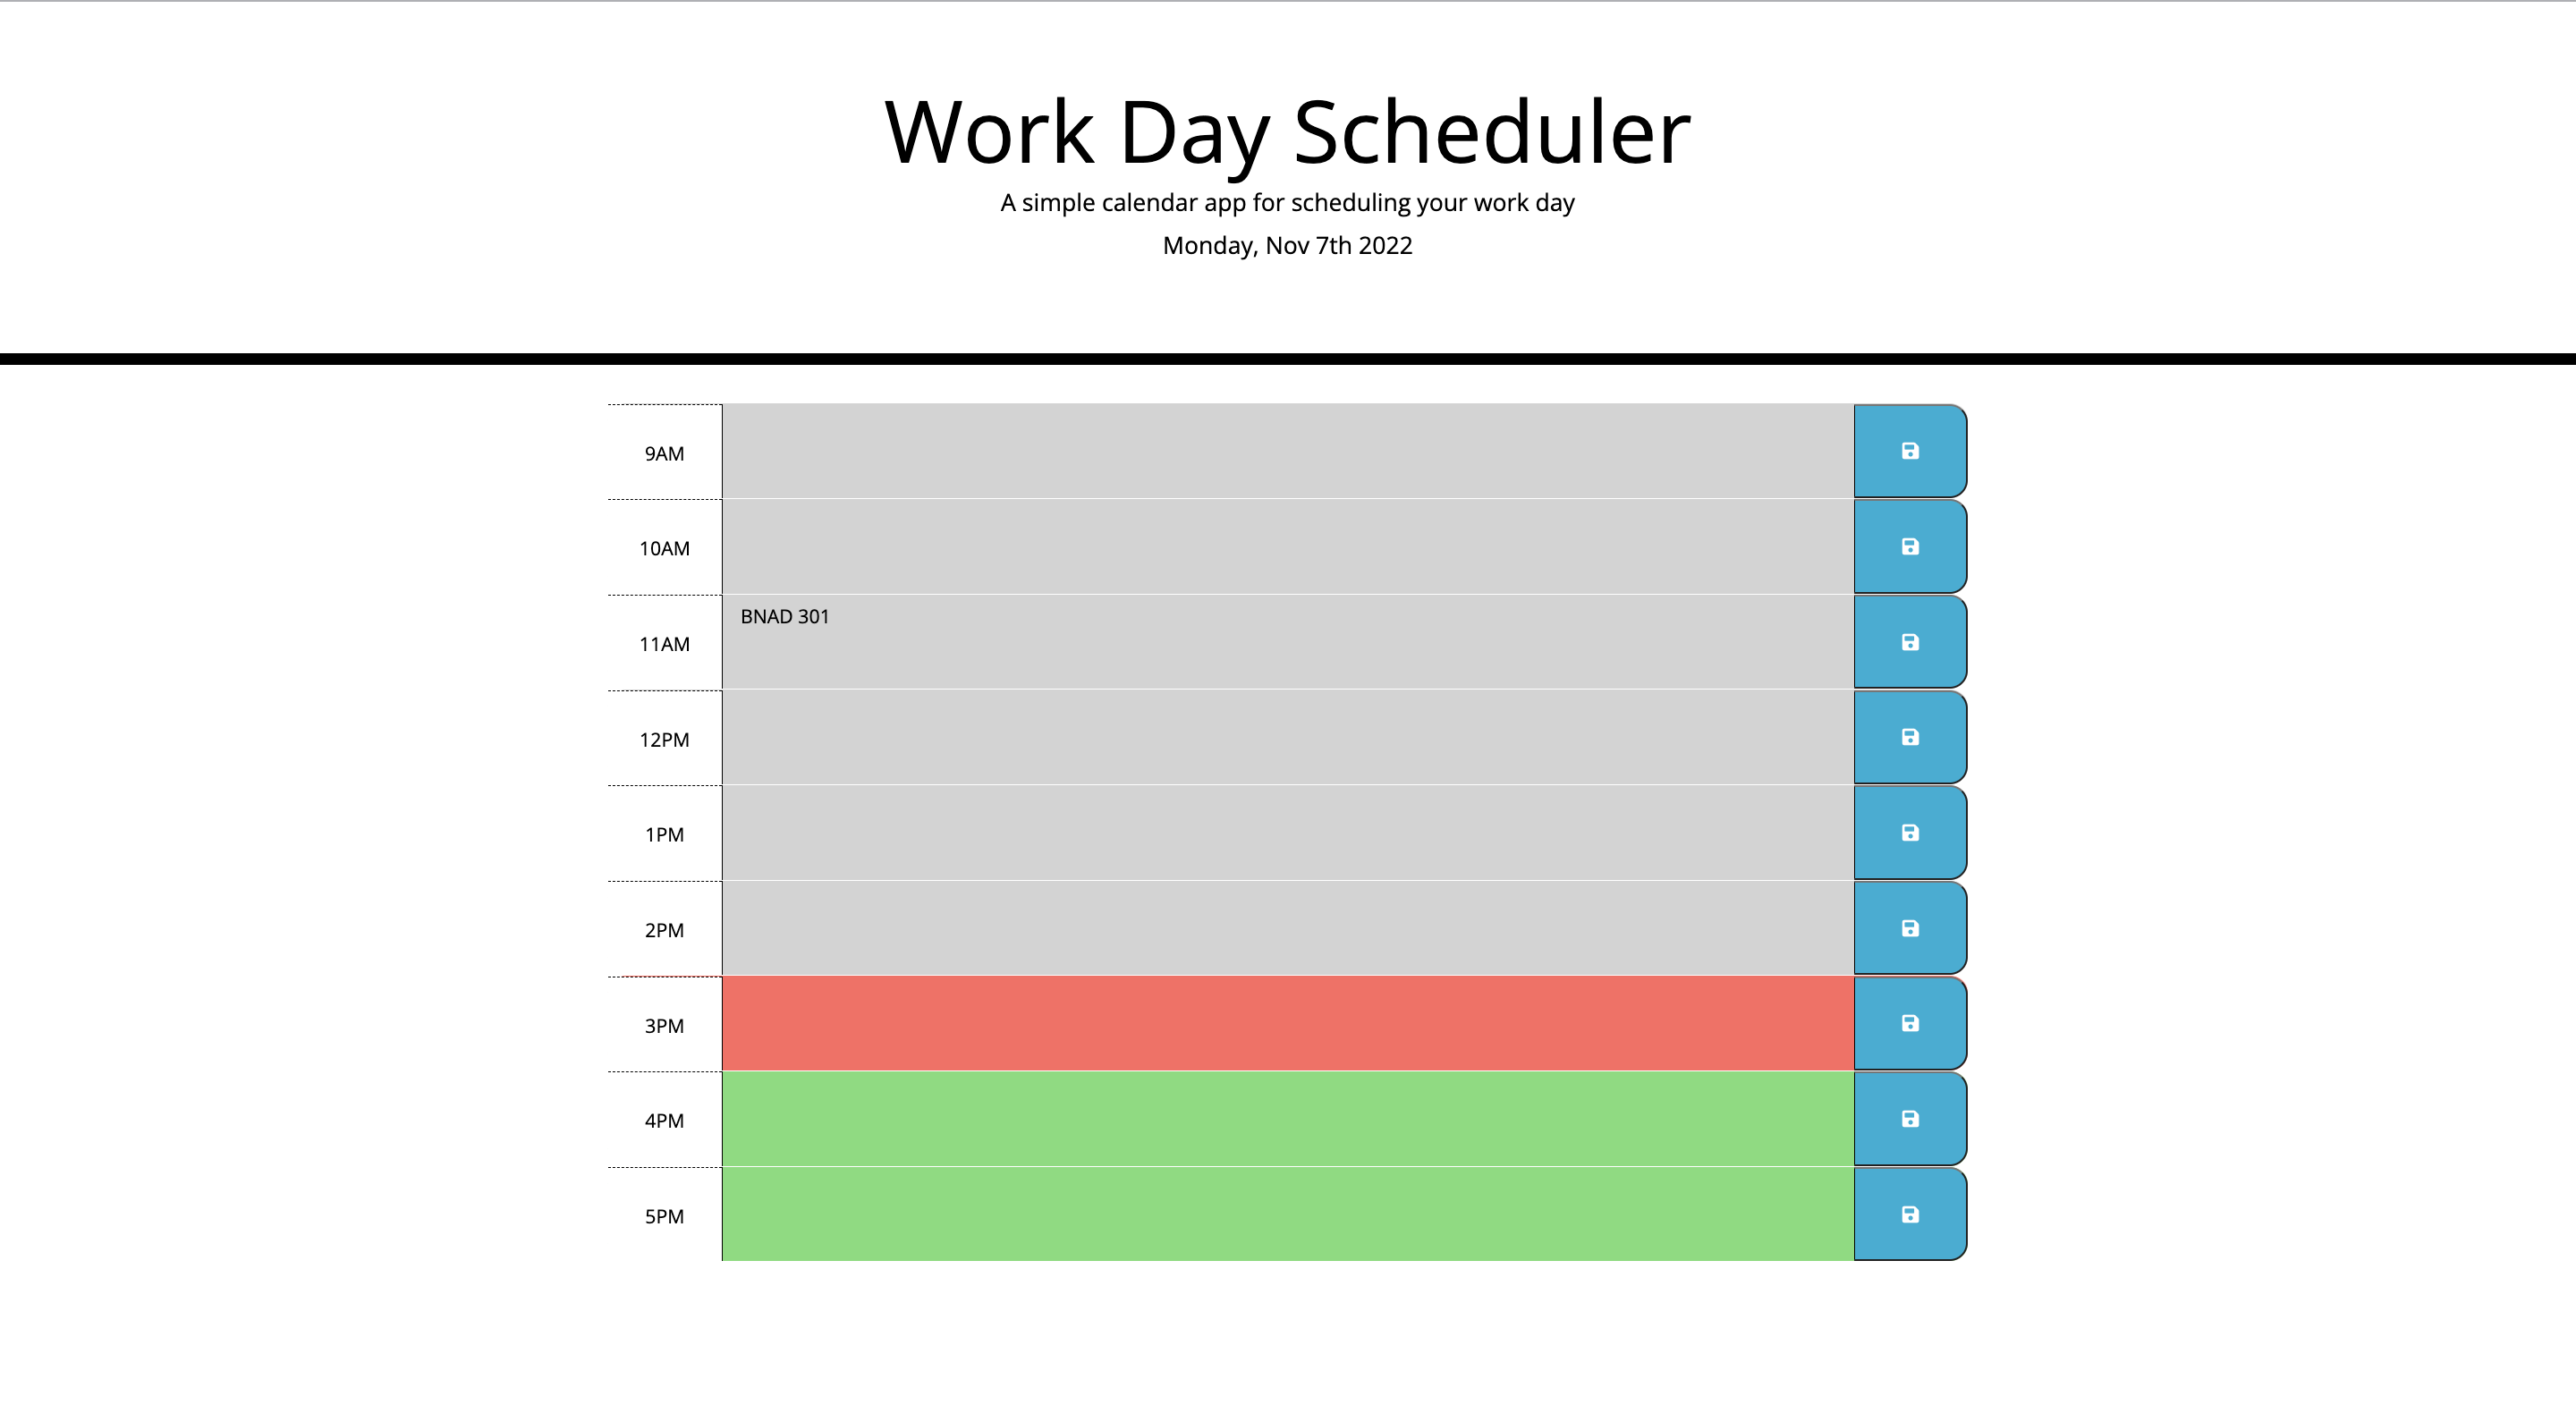 Work Day Scheduler
A simple calendar app for scheduling your work day
Monday, Nov 7th 2022
9AM
10AM
11AM
BNAD 301
12PM
1PM
2PM
3PM
4PM
5PM